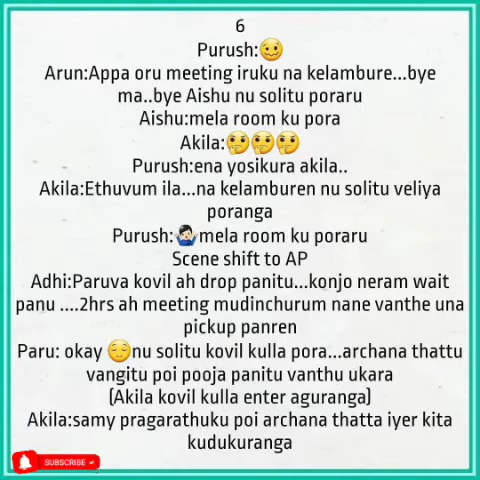 6
Purush:🥴
Arun:Appa oru meeting iruku na kelambure...bye
ma..bye Aishu nu solitu poraru
Aishu:mela room ku pora
Akila:🤔🤔🤔
Purush:ena yosikura akila..
Akila:Ethuvum ila...na kelamburen nu solitu veliya
poranga
Purush:🤷🏻‍♂️mela room ku poraru
Scene shift to AP
Adhi:Paruva kovil ah drop panitu...konjo neram wait
panu ....2hrs ah meeting mudinchurum nane vanthe una
pickup panren
Paru: okay 😌nu solitu kovil kulla pora...archana thattu
vangitu poi pooja panitu vanthu ukara
(Akila kovil kulla enter aguranga)
Akila:samy pragarathuku poi archana thatta iyer kita
kudukuranga
SUBSCRIBE